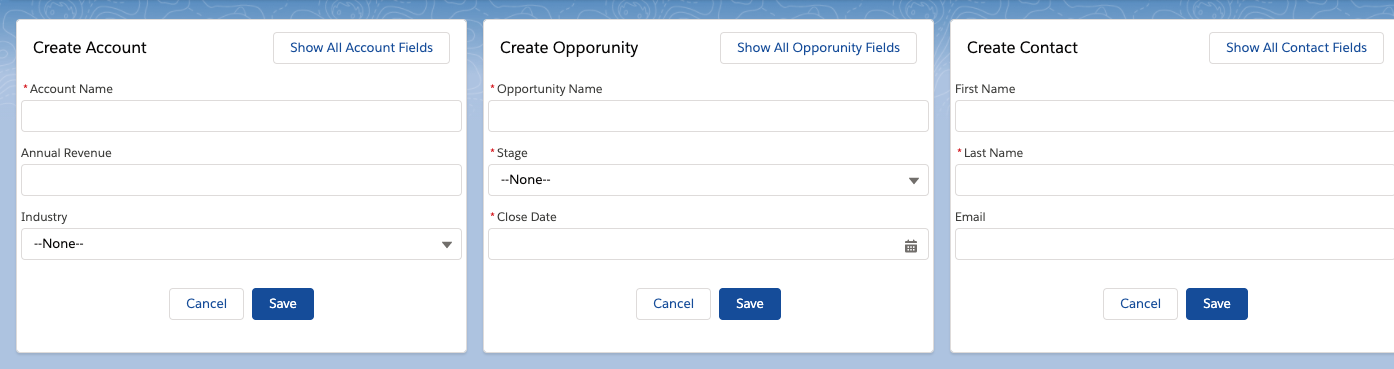 Create Account
Show All Account Fields
* Account Name
Annual Revenue
Industry
--None--
Cancel
Save
Create Opporunity
Show All Opporunity Fields
* Opportunity Name
* Stage
--None--
* Close Date
Cancel
Save
Create Contact
Show All Contact Fields
First Name
* Last Name
Email
Cancel
Save